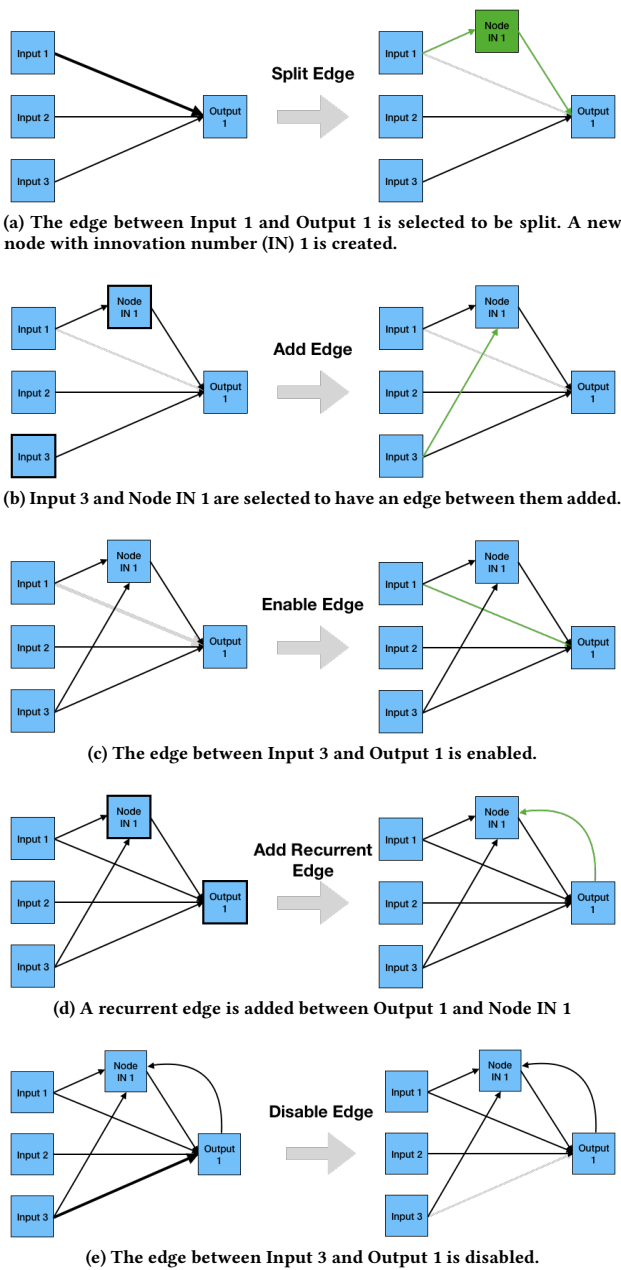 Input 1
Node
IN 1
Input 1
Split Edge
Input 2
Output
1
Input 2
Output
1
Input 3
Input 3
(a) The edge between Input 1 and Output 1 is selected to be split. A new
node with innovation number (IN) 1 is created.
Node
IN 1
Node
IN 1
Input 1
Input 1
Add Edge
Input 2
Output
1
Input 2
Output
1
Input 3
Input 3
(b) Input 3 and Node IN 1 are selected to have an edge between them added.
Node
IN 1
Node
IN 1
Input 1
Input 1
Enable Edge
Input 2
Output
1
Input 2
Output
1
Input 3
Input 3
(c) The edge between Input 3 and Output 1 is enabled.
Node
IN 1
Node
IN 1
Input 1
Input 1
Add Recurrent
Edge
Input 2
Output
1
Input 2
Output
1
Input 3
Input 3
(d) A recurrent edge is added between Output 1 and Node IN 1
Node
IN 1
Node
IN 1
Input 1
Input 1
Disable Edge
Input 2
Output
1
Input 2
Output
1
Input 3
Input 3
(e) The edge between Input 3 and Output 1 is disabled.